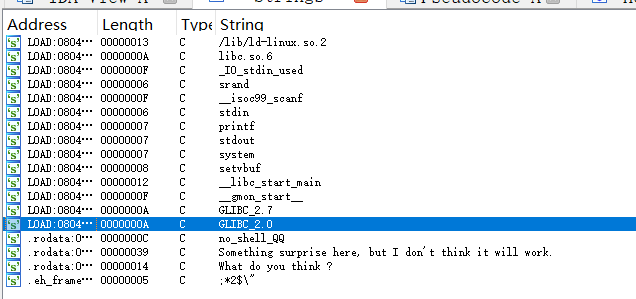 Address Length Type String
LOAD:0804… 00000013 C /lib/ld-linux.so.2
LOAD:0804… 0000000A C libc.so.6
LOAD:0804… 0000000F C _IO_stdin_used
LOAD:0804… 00000006 C srand
LOAD:0804… 0000000F C __isoc99_scanf
LOAD:0804… 00000006 C stdin
LOAD:0804… 00000007 C printf
LOAD:0804… 00000007 C stdout
LOAD:0804… 00000007 C system
LOAD:0804… 00000008 C setvbuf
LOAD:0804… 00000012 C __libc_start_main
LOAD:0804… 0000000F C __gmon_start__
LOAD:0804… 0000000A C GLIBC_2.7
LOAD:0804… 0000000A C GLIBC_2.0
.rodata:0… 0000000C C no_shell_QQ
.rodata:0… 00000039 C Something surprise here, but I don't think it will work.
.rodata:0… 00000014 C What do you think ?
.eh_frame… 00000005 C ;*2$\"